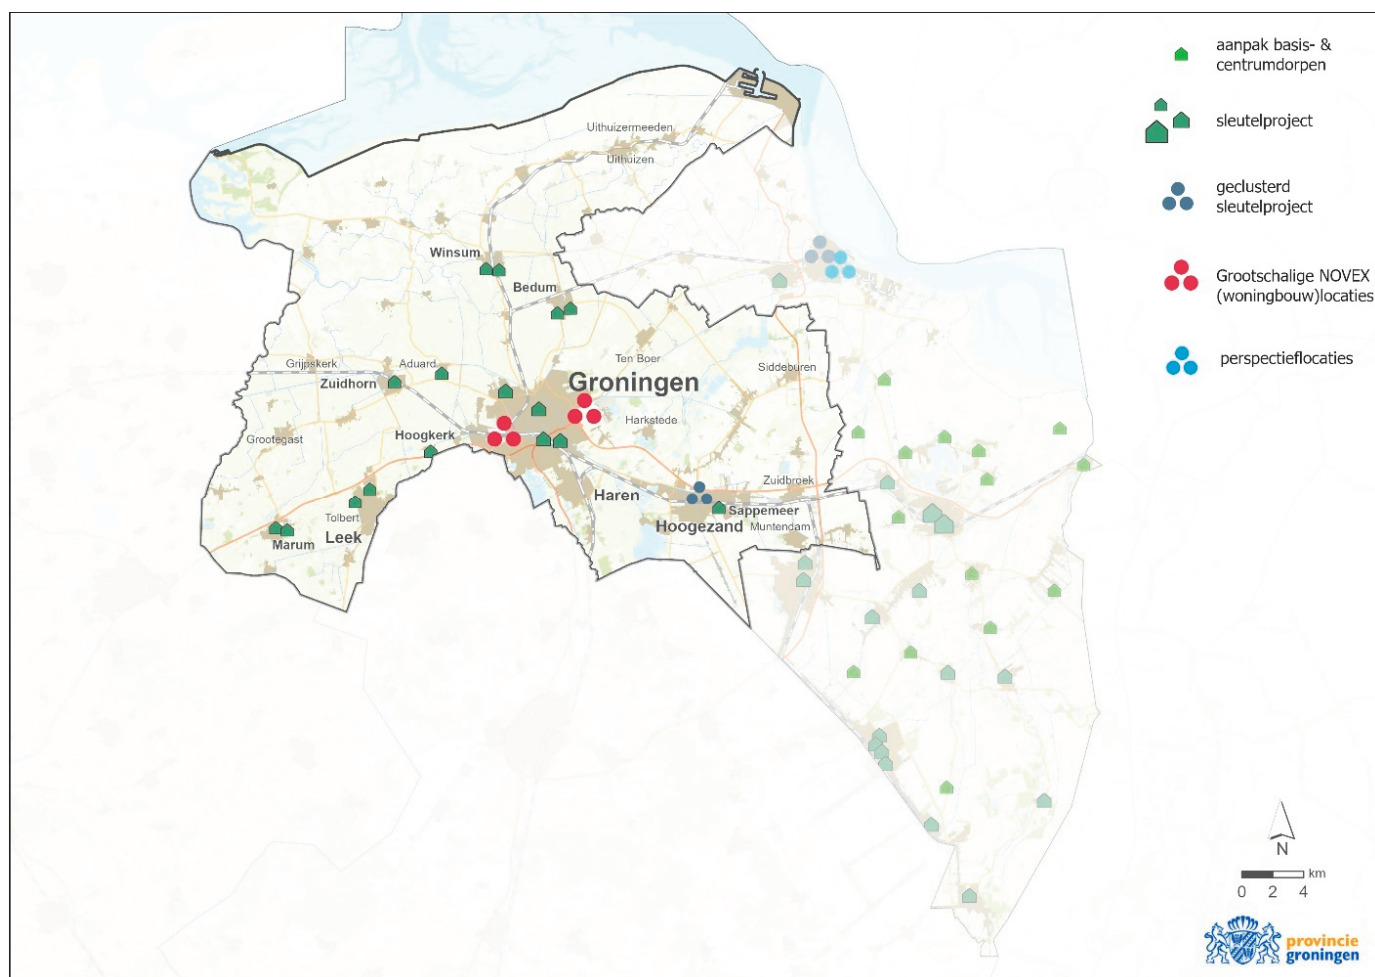 aanpak basis- &
centrumdorpen
sleutelproject
geclusterd
sleutelproject
Grootschalige NOVEX
(woningbouw)locaties
perspectieflocaties
Uithuizermeeden
Uithuizen
Winsum
Bedum
Ten Boer
Siddeburen
Grijpskerk
Aduard
Zuidhorn
Groningen
Harkstede
Hoogkerk
Grootegast
Haren
Zuidbroek
Sappemeer
Hoogezand
Muntendam
Tolbert
Leek
Marum
N
km
0 2 4
provincie
groningen